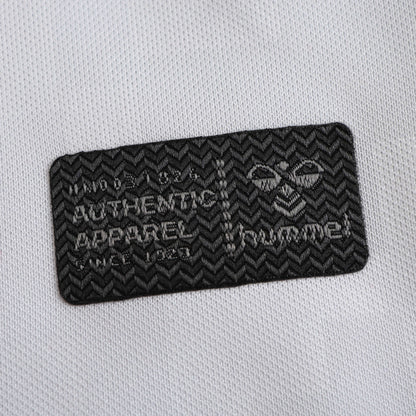 AUTHENTIC
APPAREL
SINCE 1923
hummel